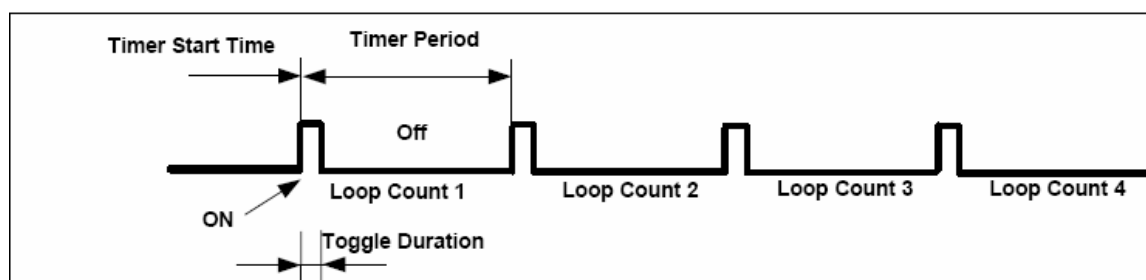 Timer Start Time
Timer Period
Off
Loop Count 1
Loop Count 2
Loop Count 3
Loop Count 4
ON
Toggle Duration